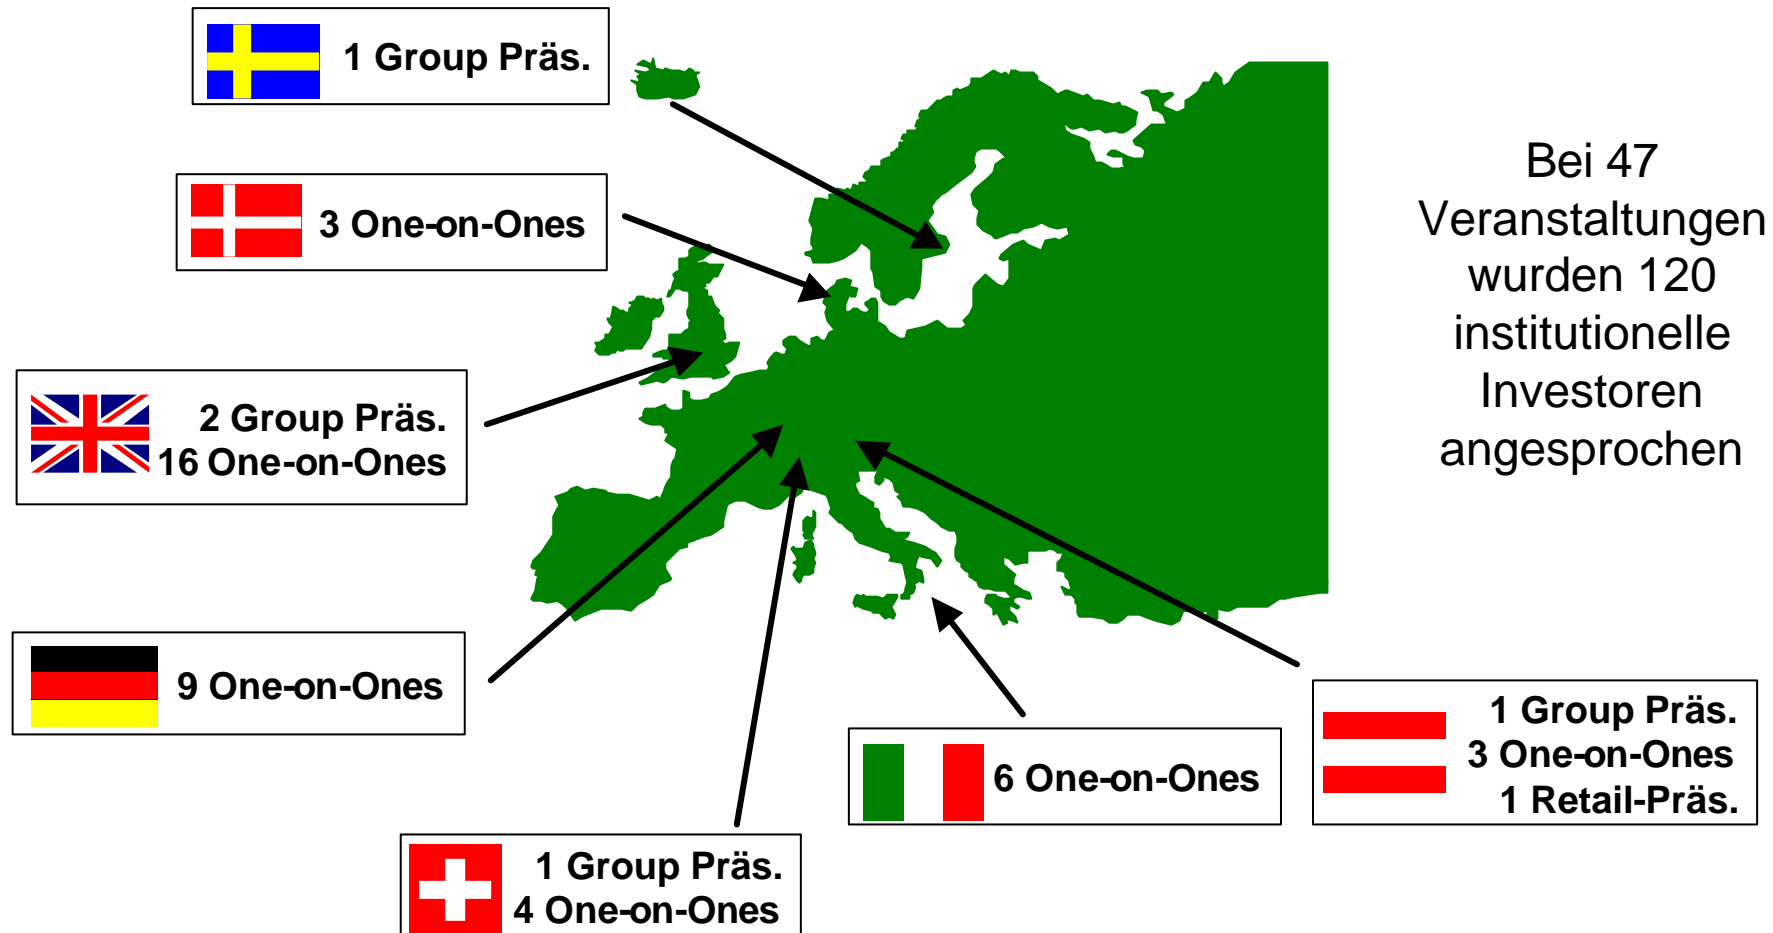 1 Group Präs.
3 One-on-Ones
2 Group Präs.
16 One-on-Ones
9 One-on-Ones
1 Group Präs.
4 One-on-Ones
6 One-on-Ones
1 Group Präs.
3 One-on-Ones
1 Retail-Präs.
Bei 47
Veranstaltungen
wurden 120
institutionelle
Investoren
angesprochen